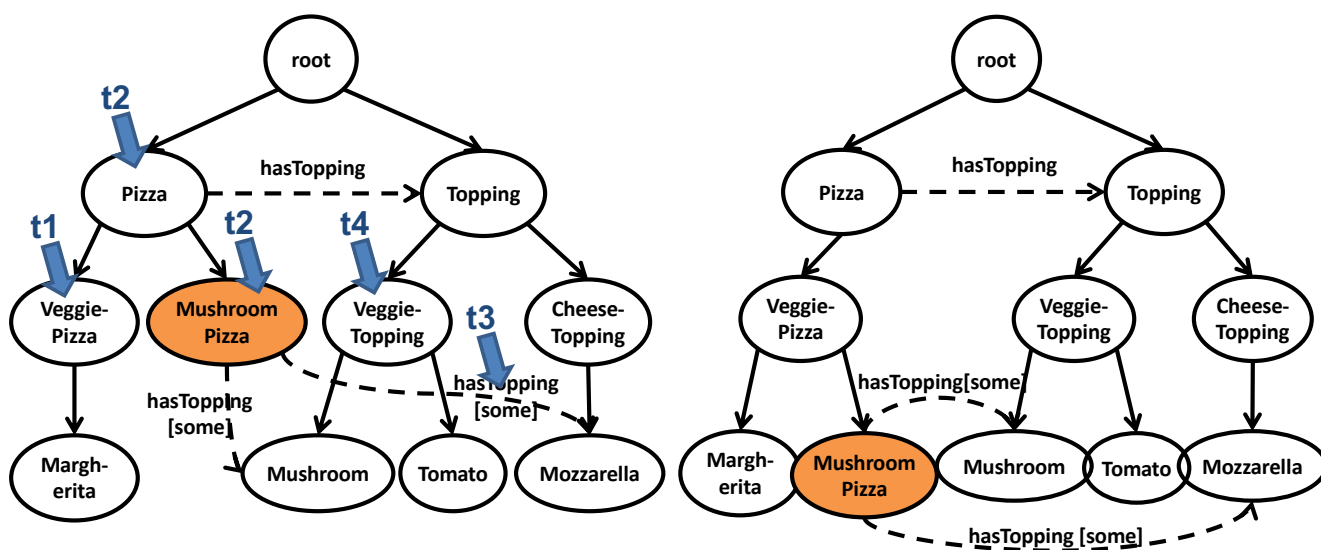 root
t2
Pizza
hasTopping
Topping
t1
t2
t4
Veggie-
Pizza
Mushroom
Pizza
Veggie-
Topping
t3
Cheese-
Topping
hasTopping
[some]
hasTopping
[some]
Margh-
erita
Mushroom
Tomato
Mozzarella
root
Pizza
hasTopping
Topping
Veggie-
Pizza
Veggie-
Topping
Cheese-
Topping
hasTopping[some]
Margh-
erita
Mushroom
Pizza
Mushroom
Tomato
Mozzarella
hasTopping [some]